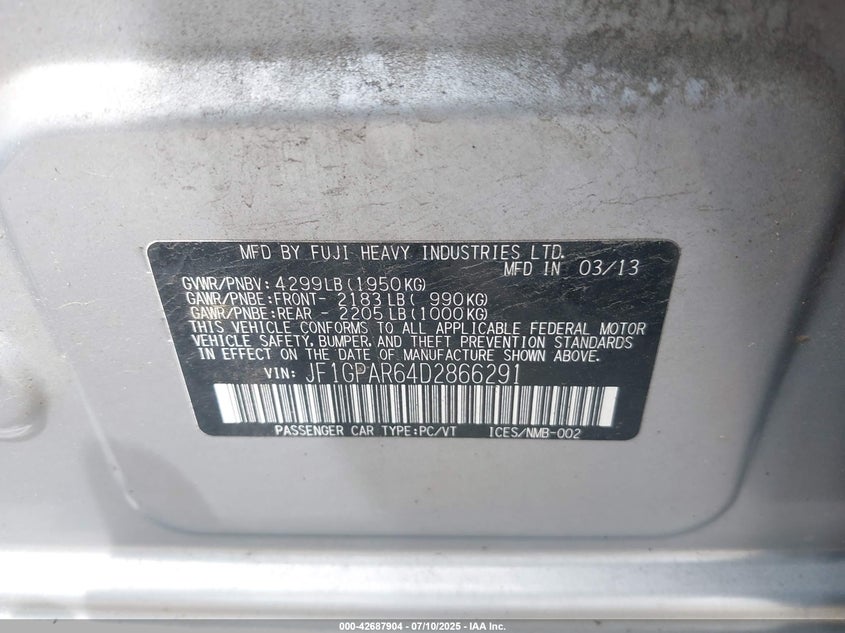 MFD BY FUJI HEAVY INDUSTRIES LTD.
MFD IN 03/13
GVWR/PNBV: 4299LB(1950KG)
GAWR/PNBE:FRONT- 2183LB( 990KG)
GAWR/PNBE:REAR - 2205LB(1000KG)
THIS VEHICLE CONFORMS TO ALL APPLICABLE FEDERAL MOTOR
VEHICLE SAFETY, BUMPER, AND THEFT PREVENTION STANDARDS
IN EFFECT ON THE DATE OF MANUFACTURE SHOWN ABOVE.
VIN: JF1GPAR64D2866291
PASSENGER CAR TYPE:PC/VT ICES/NMB-002
000-42687904 - 07/10/2025 - IAA Inc.